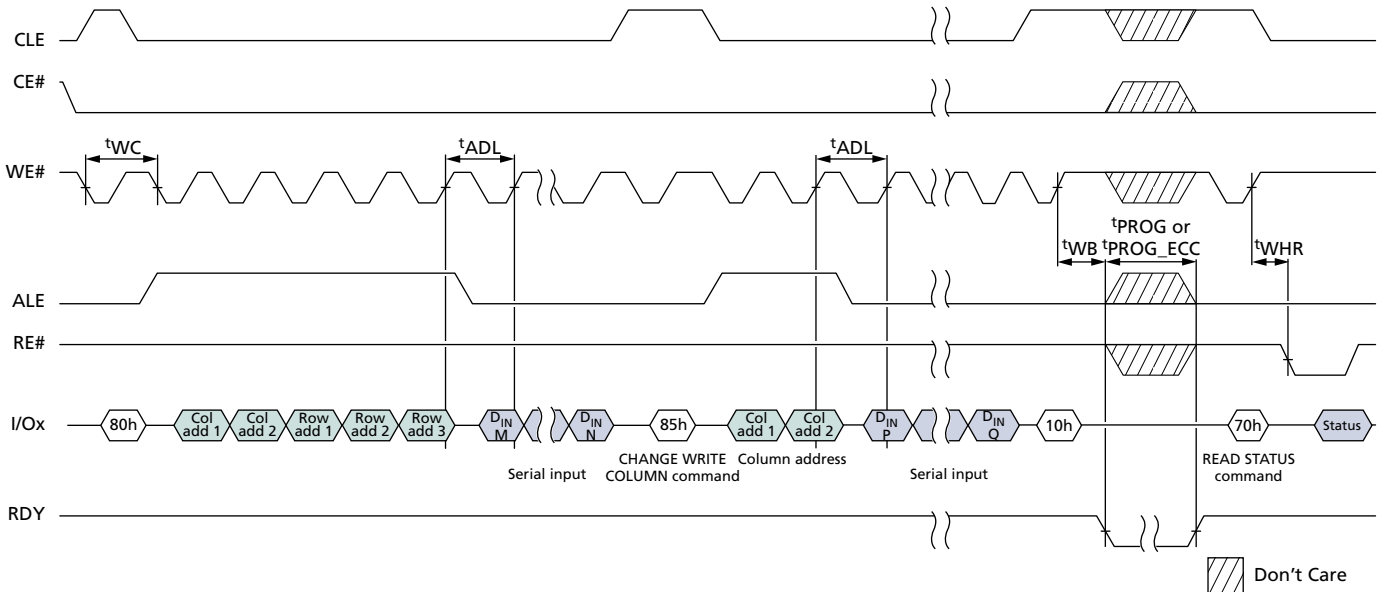 CLE
CE#
tWC
tADL
tADL
WE#
tPROG or
tWB
tPROG_ECC
tWHR
ALE
RE#
I/Ox
80h
Col add 1
Col add 2
Row add 1
Row add 2
Row add 3
DIN M
DIN N
85h
Col add 1
Col add 2
DIN P
DIN Q
10h
70h
Status
Serial input
CHANGE WRITE
COLUMN command
Column address
Serial input
READ STATUS
command
RDY
Don't Care